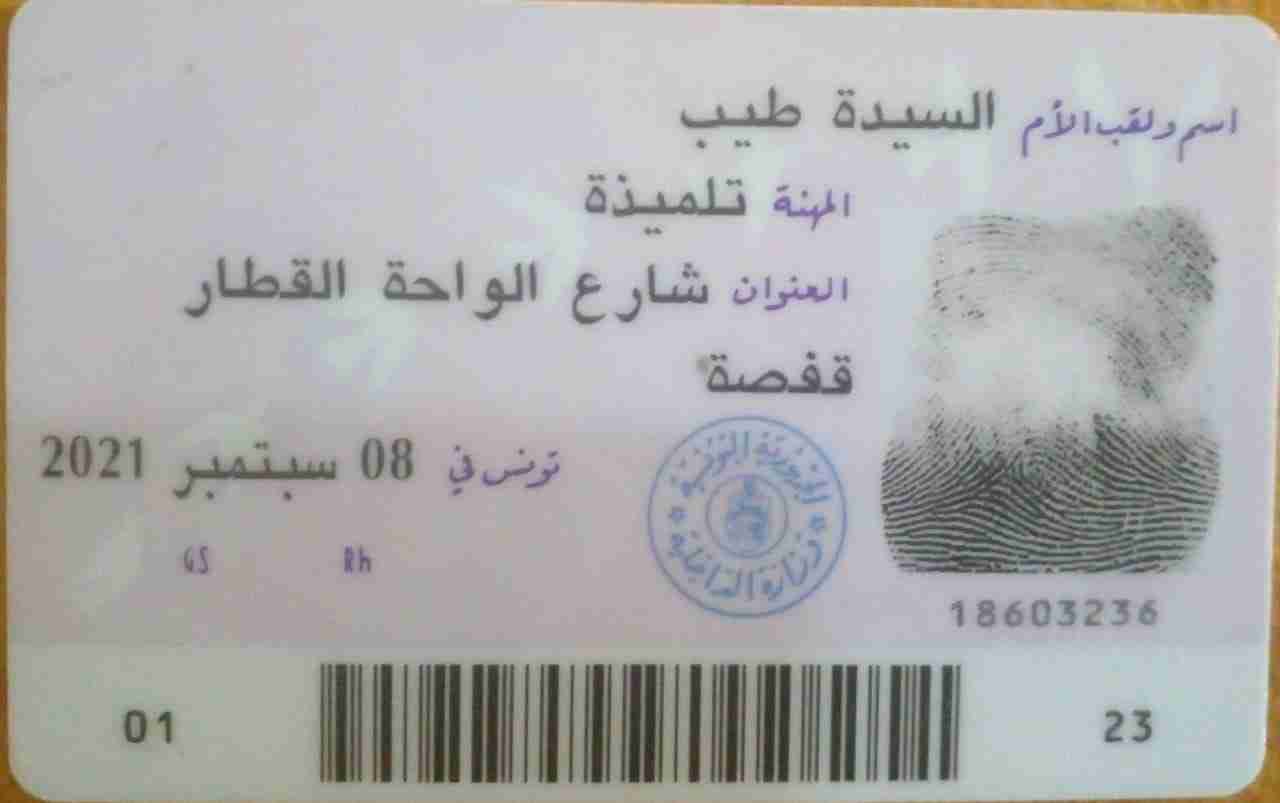 اسم ولقب الأم السيدة طيب
المهنة تلميذة
العنوان شارع الواحة القطار
قفصة
تونس في 08 سبتمبر 2021
الجمهورية التونسية
وزارة الداخلية
GS Rh
18603236
01 23